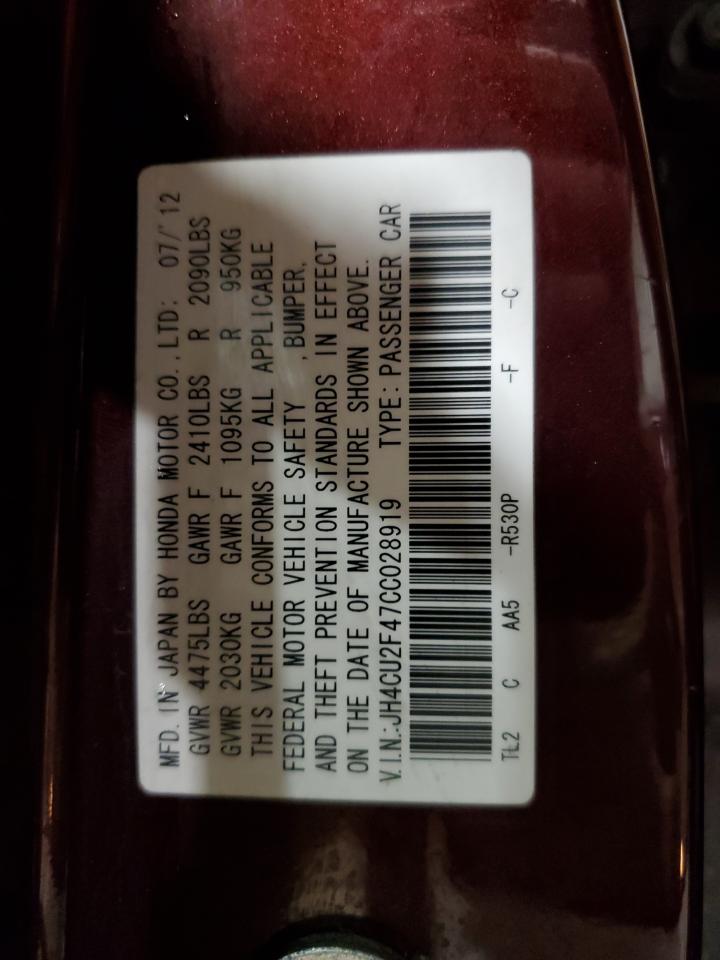 MFD. IN JAPAN BY HONDA MOTOR CO.,LTD: 07/'12
GVWR 4475LBS GAWR F 2410LBS R 2090LBS
GVWR 2030KG GAWR F 1095KG R 950KG
THIS VEHICLE CONFORMS TO ALL APPLICABLE
FEDERAL MOTOR VEHICLE SAFETY , BUMPER,
AND THEFT PREVENTION STANDARDS IN EFFECT
ON THE DATE OF MANUFACTURE SHOWN ABOVE.
V.I.N.:JH4CU2F47CC028919 TYPE: PASSENGER CAR
TL2 C AA5 -R530P -F -C